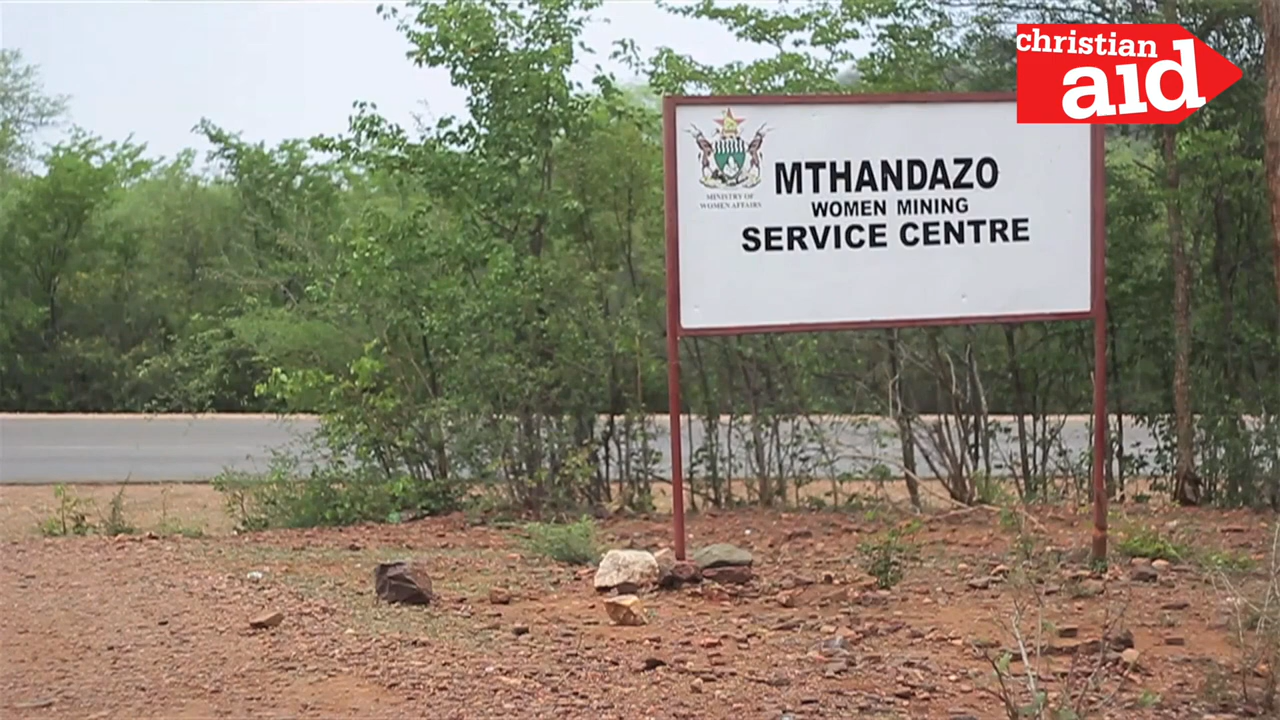 christian
aid
MINISTRY OF
WOMEN AFFAIRS
MTHANDAZO
WOMEN MINING
SERVICE CENTRE